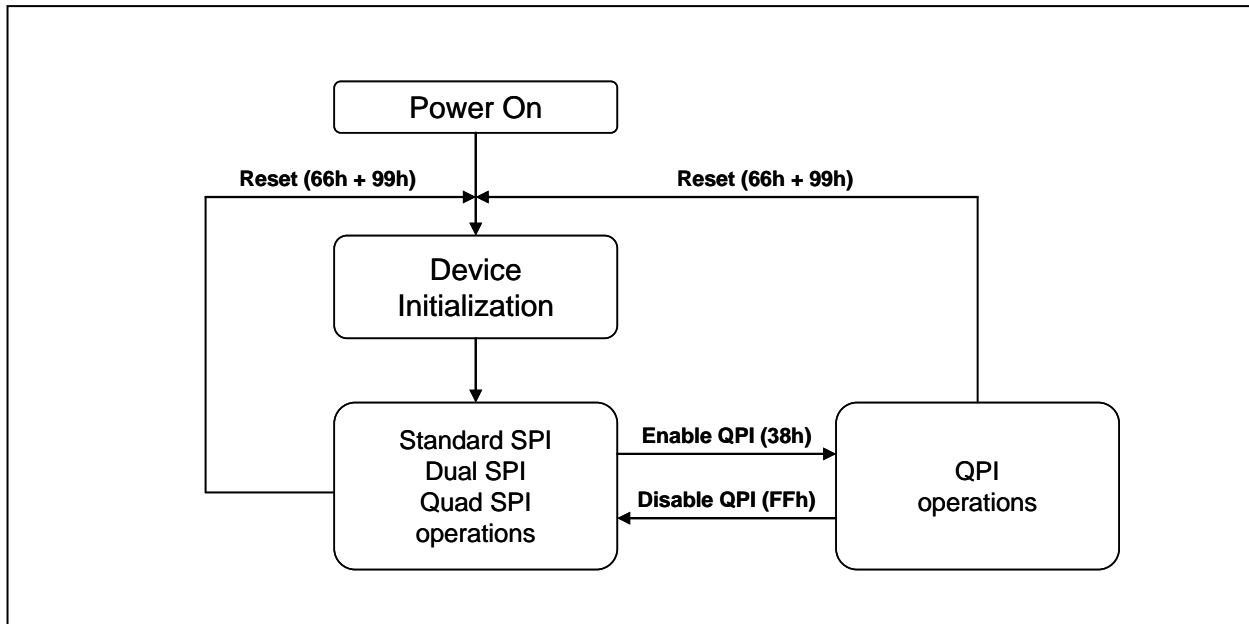 Power On
Reset (66h + 99h)
Reset (66h + 99h)
Device
Initialization
Standard SPI
Dual SPI
Quad SPI
operations
Enable QPI (38h)
Disable QPI (FFh)
QPI
operations